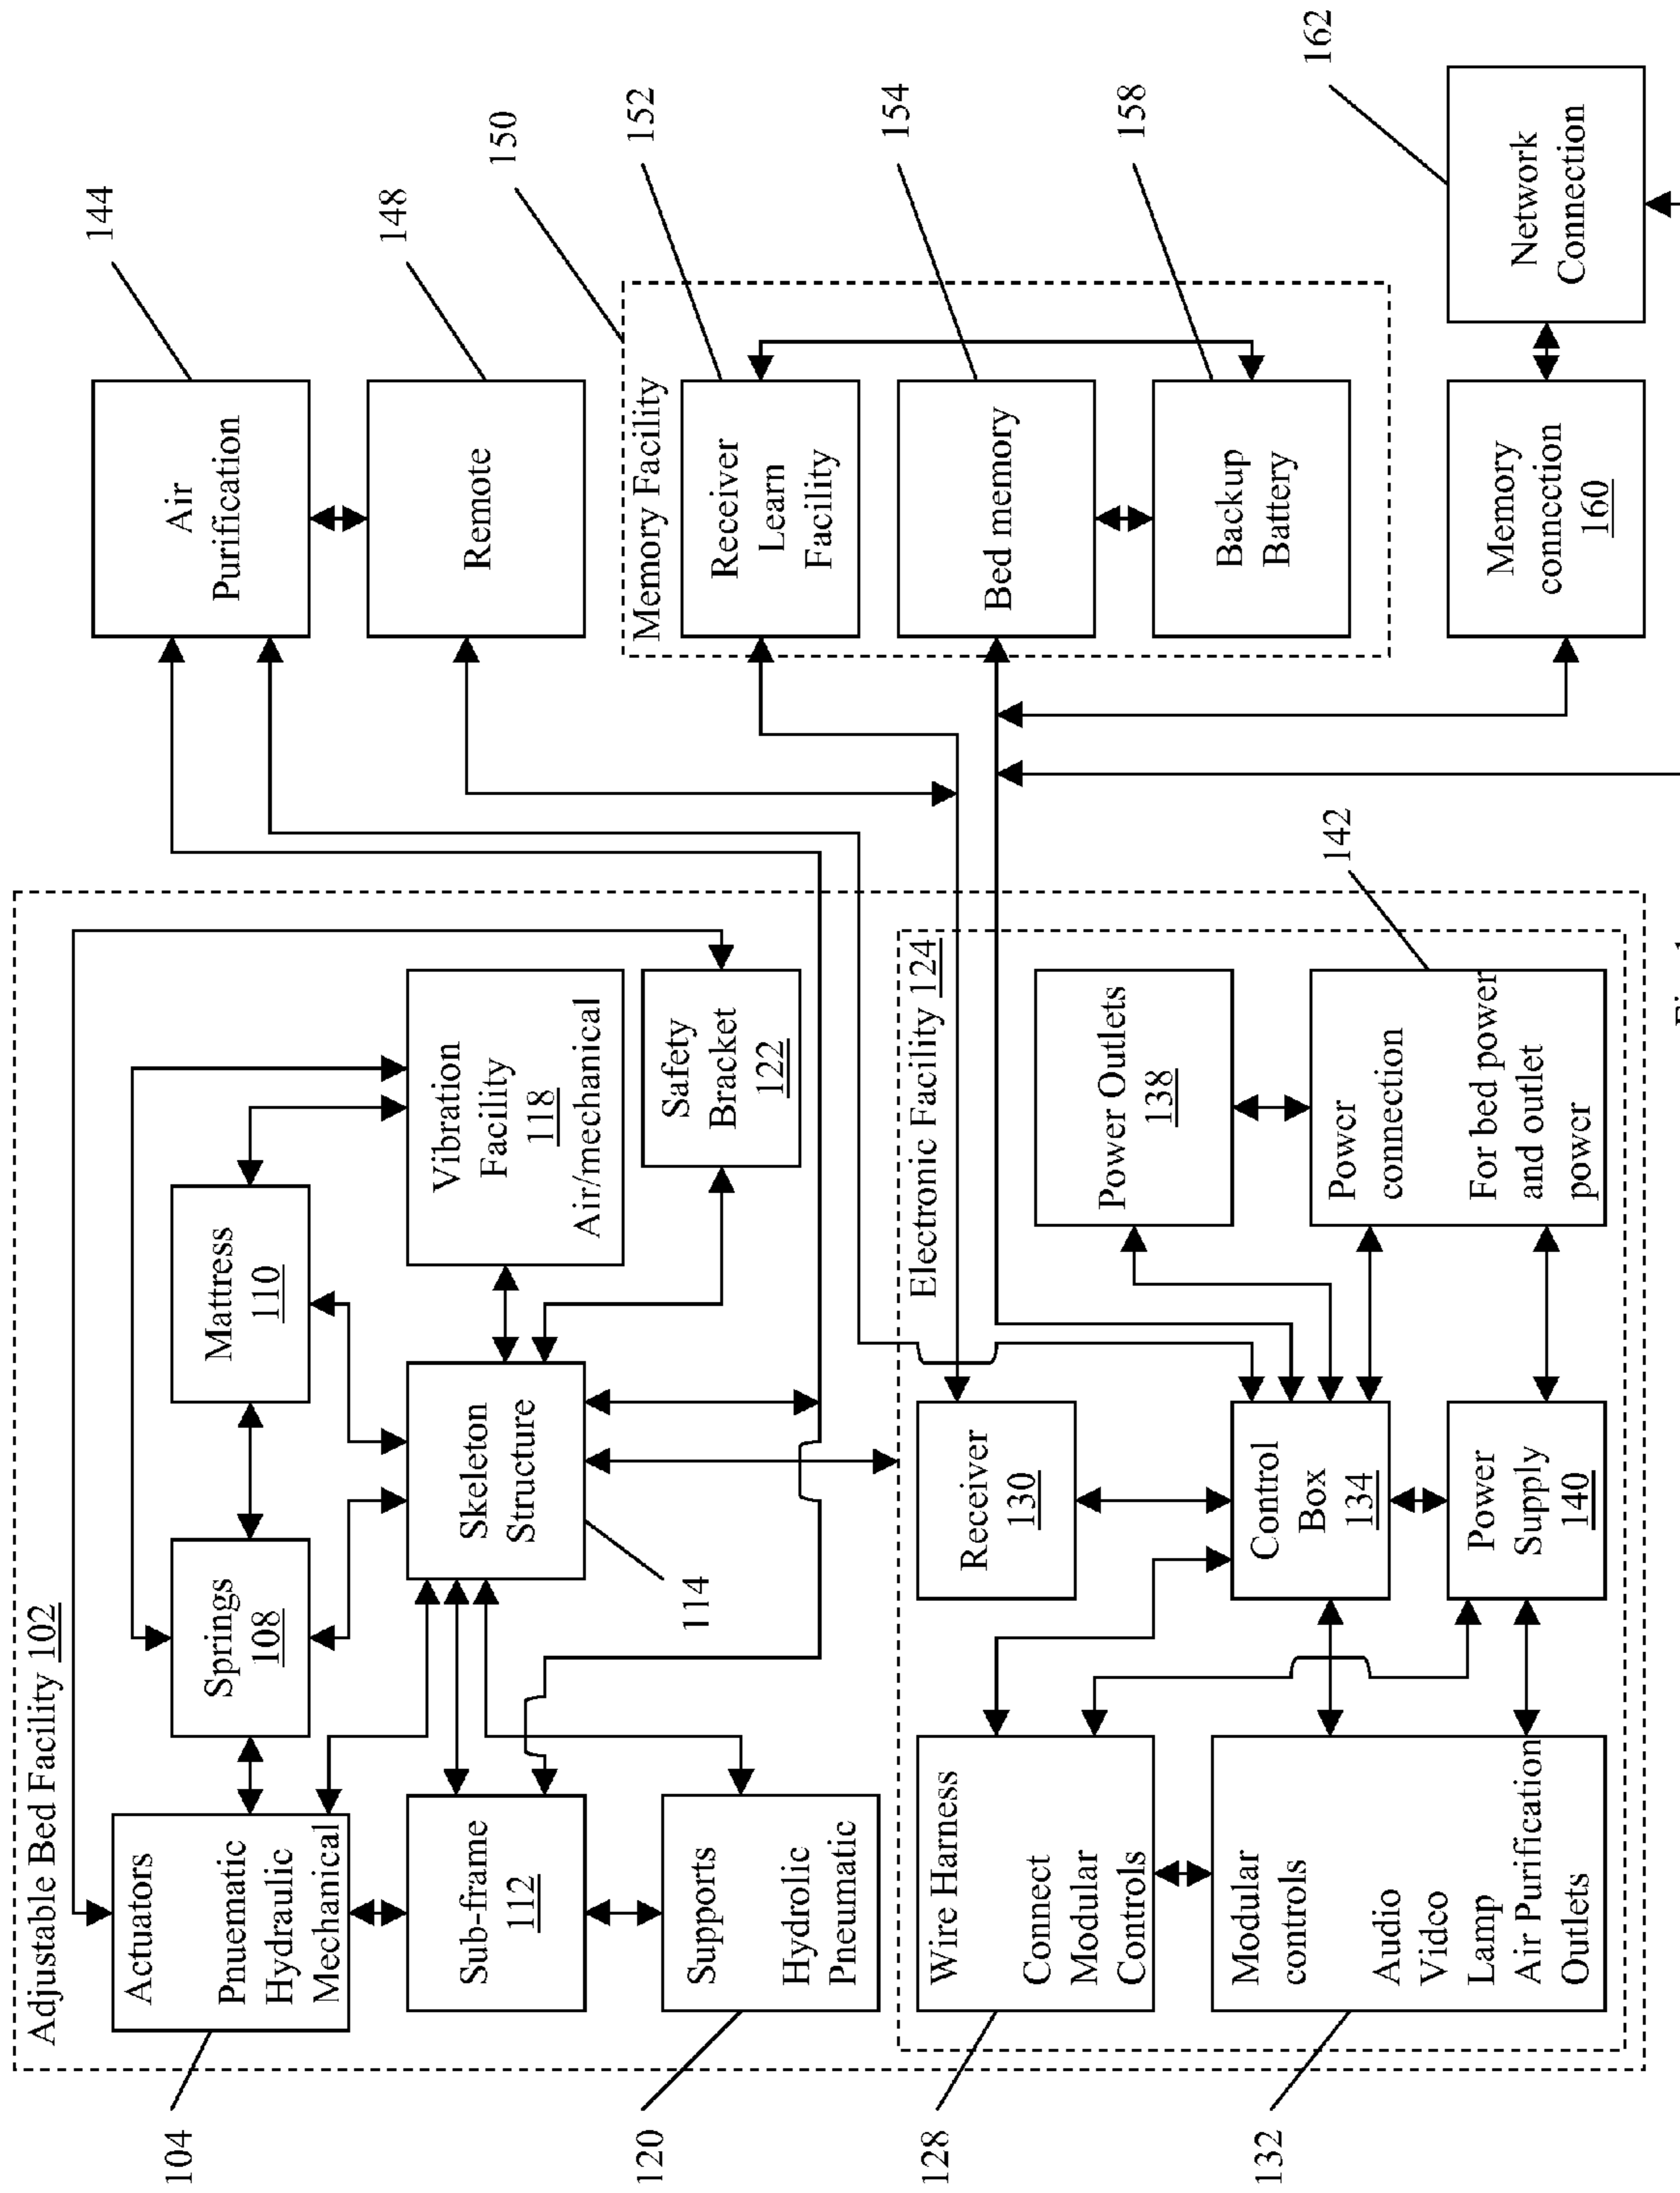 Adjustable Bed Facility 102
Actuators
Pnuematic
Hydraulic
Mechanical
104
Springs
108
Mattress
110
Sub-frame
112
Skeleton
Structure
114
Vibration
Facility
118
Air/mechanical
Supports
Hydrolic
Pneumatic
120
Safety
Bracket
122
Electronic Facility 124
Wire Harness
Connect
Modular
Controls
128
Receiver
130
Modular
controls
Audio
Video
Lamp
Air Purification
Outlets
132
Control
Box
134
Power Outlets
138
Power
Supply
140
Power
connection
For bed power
and outlet
power
142
Air
Purification
144
Remote
148
Memory Facility
150
Receiver
Learn
Facility
152
Bed memory
154
Backup
Battery
158
Memory
connection
160
Network
Connection
162